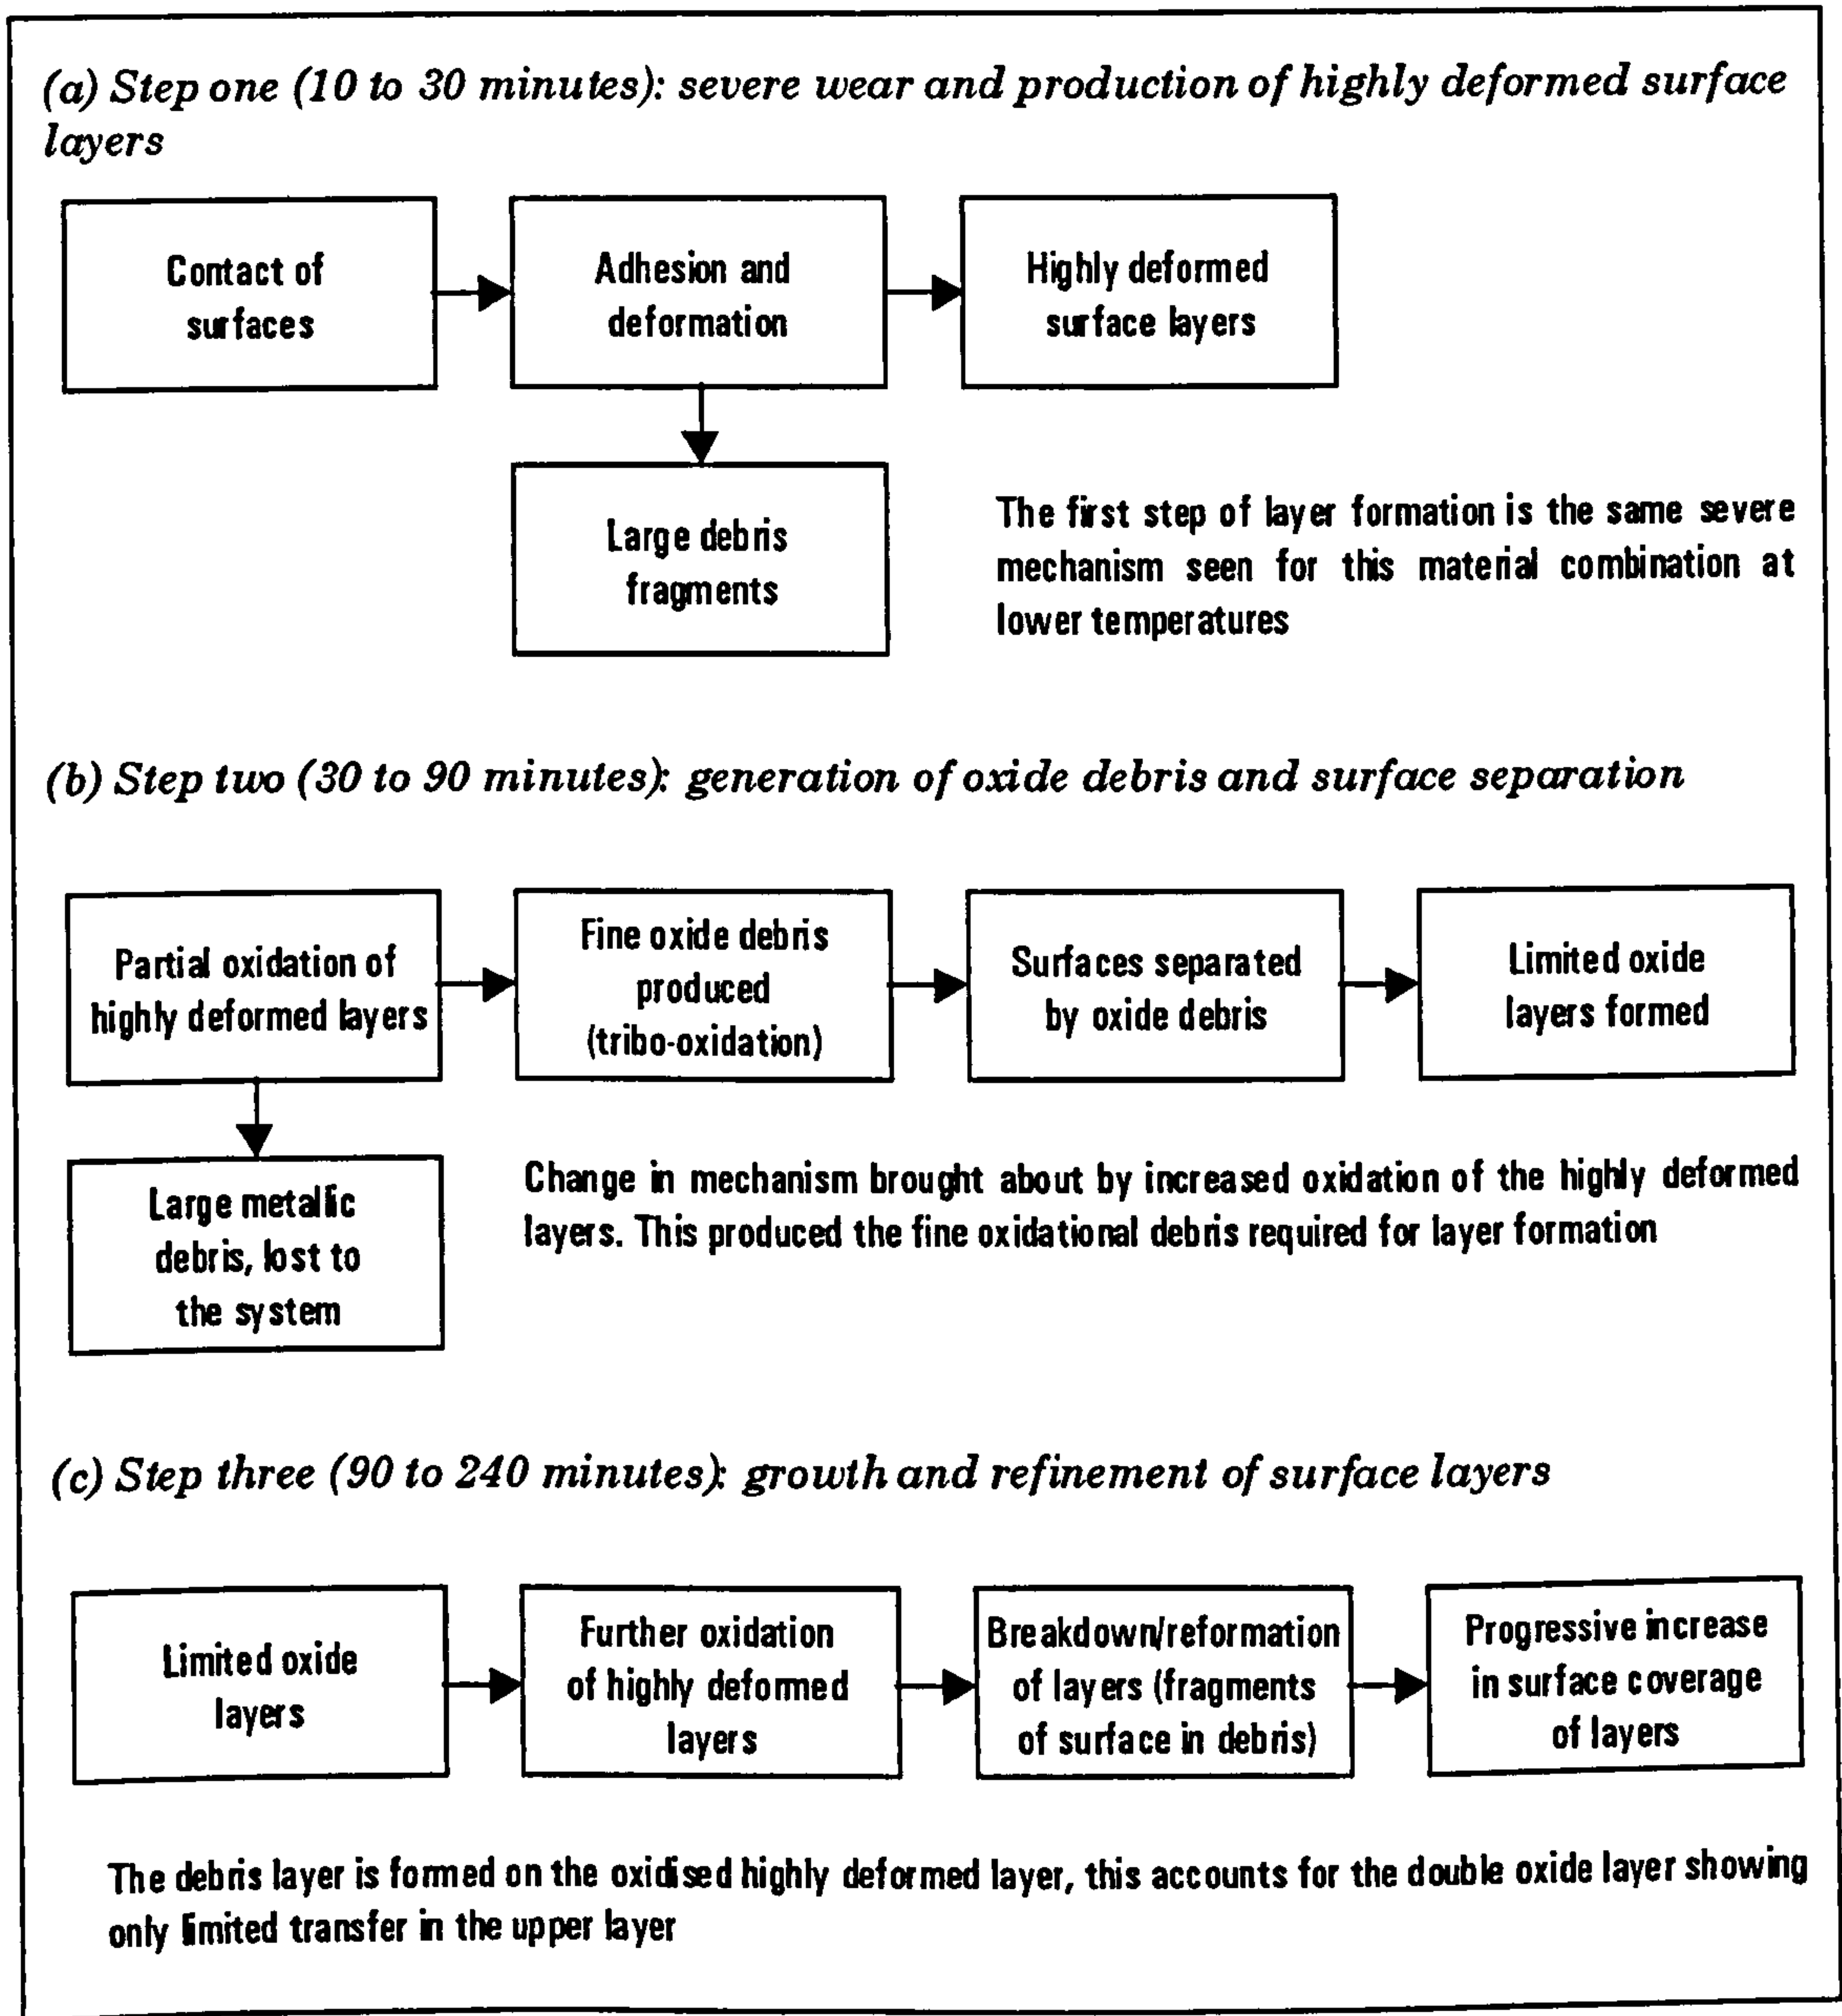 (a) Step one (10 to 30 minutes): severe wear and production of highly deformed surface
layers
Contact of
surfaces
Adhesion and
deformation
Highly deformed
surface layers
Large debris
fragments
The first step of layer formation is the same severe
mechanism seen for this material combination at
lower temperatures
(b) Step two (30 to 90 minutes): generation of oxide debris and surface separation
Partial oxidation of
highly deformed layers
Fine oxide debris
produced
(tribo-oxidation)
Surfaces separated
by oxide debris
Limited oxide
layers formed
Large metallic
debris, lost to
the system
Change in mechanism brought about by increased oxidation of the highly deformed
layers. This produced the fine oxidational debris required for layer formation
(c) Step three (90 to 240 minutes): growth and refinement of surface layers
Limited oxide
layers
Further oxidation
of highly deformed
layers
Breakdown/reformation
of layers (fragments
of surface in debris)
Progressive increase
in surface coverage
of layers
The debris layer is formed on the oxidised highly deformed layer, this accounts for the double oxide layer showing
only limited transfer in the upper layer